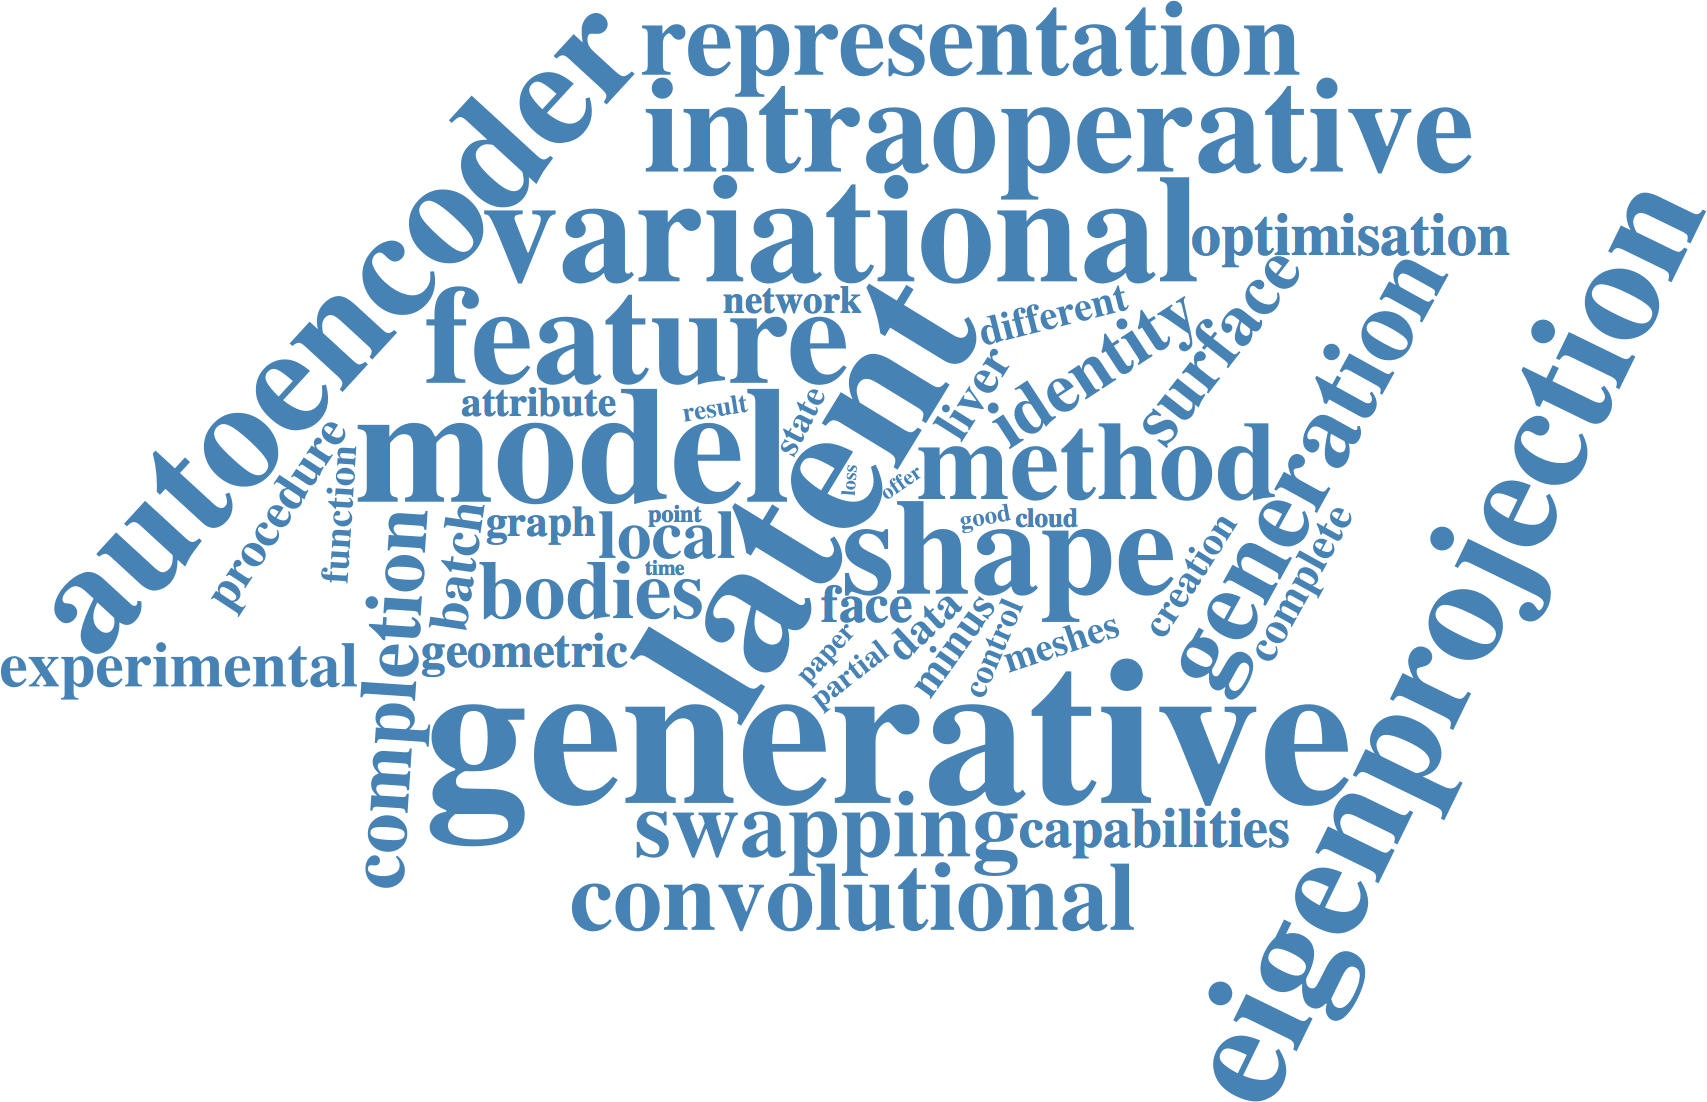 representation
intraoperative
autoencoder
variational
optimisation
eigenprojection
network
feature
different
identity
surface
generation
latent
liver
attribute
result
state
model
method
procedure
function
loss
offer
completion
batch
graph
point
local
good
cloud
shape
creation
complete
time
bodies
face
data
minus
control
meshes
paper
partial
experimental
geometric
generative
swapping
capabilities
convolutional